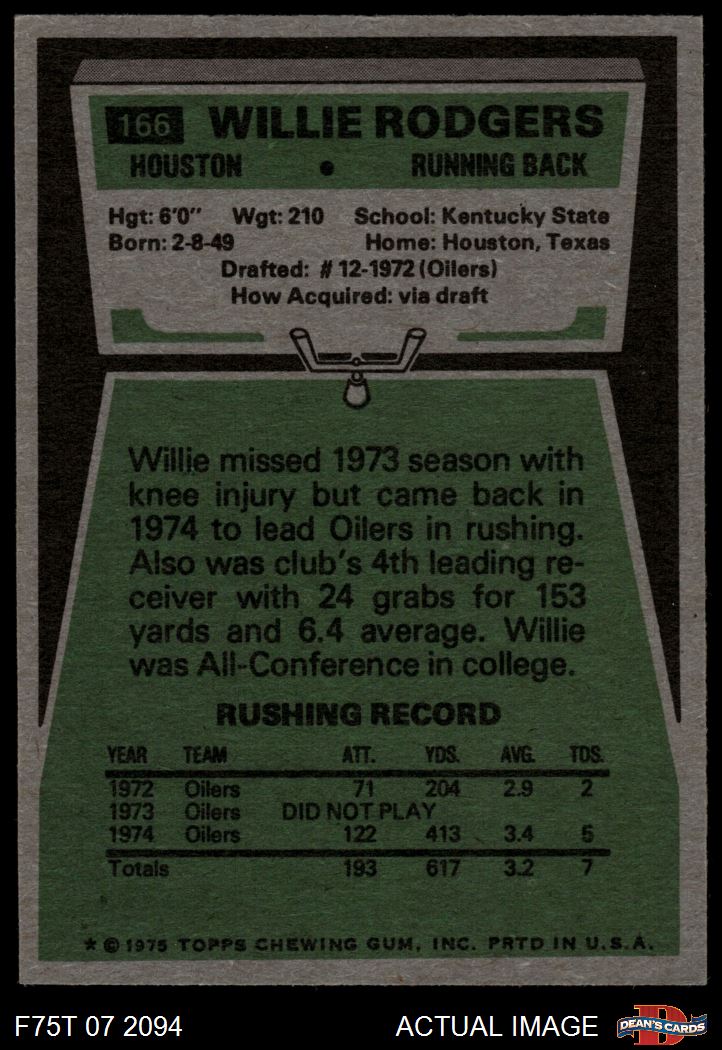 166 WILLIE RODGERS
HOUSTON • RUNNING BACK
Hgt: 6'0" Wgt: 210 School: Kentucky State
Born: 2-8-49 Home: Houston, Texas
Drafted: #12-1972 (Oilers)
How Acquired: via draft
Willie missed 1973 season with
knee injury but came back in
1974 to lead Oilers in rushing.
Also was club's 4th leading re-
ceiver with 24 grabs for 153
yards and 6.4 average. Willie
was All-Conference in college.
RUSHING RECORD
YEAR TEAM ATT. YDS. AVG. TDS.
1972 Oilers 71 204 2.9 2
1973 Oilers DID NOT PLAY
1974 Oilers 122 413 3.4 5
Totals 193 617 3.2 7
★ © 1975 TOPPS CHEWING GUM, INC. PRTD IN U.S.A.
F75T 07 2094 ACTUAL IMAGE D DEAN'S CARDS